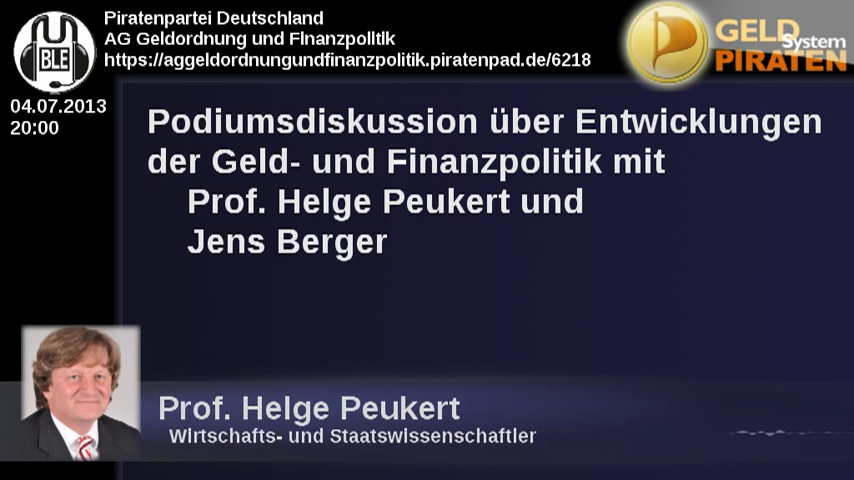 Piratenpartei Deutschland
AG Geldordnung und Finanzpolitik
https://aggeldordnungundfinanzpolitik.piratenpad.de/6218
BLE
GELD
System
PIRATEN
04.07.2013
20:00
Podiumsdiskussion über Entwicklungen
der Geld- und Finanzpolitik mit
Prof. Helge Peukert und
Jens Berger
Prof. Helge Peukert
Wirtschafts- und Staatswissenschaftler